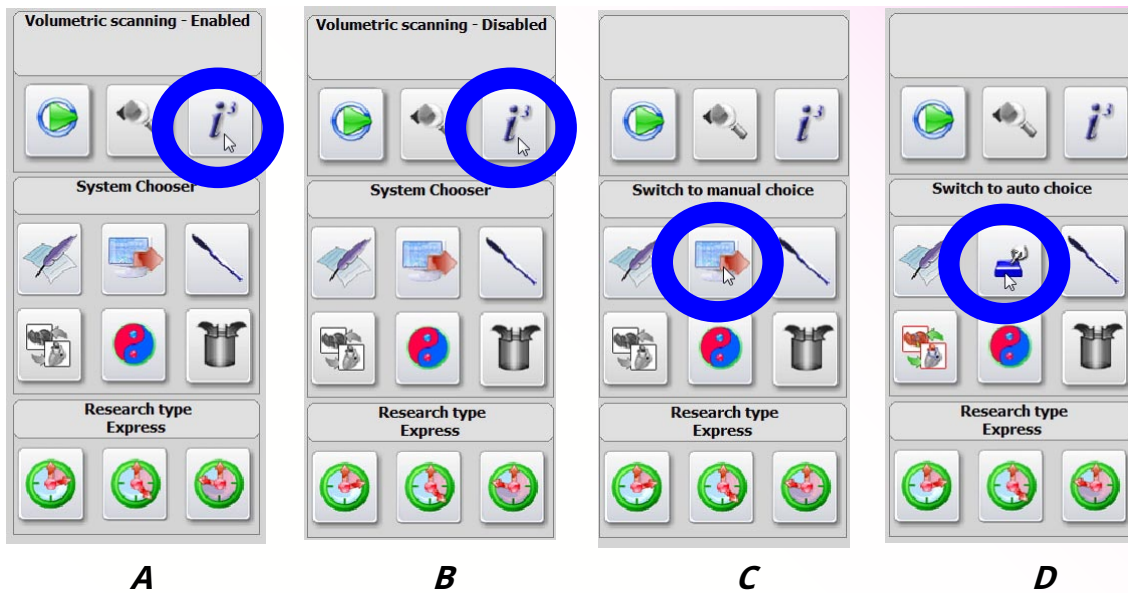 Volumetric scanning - Enabled
i³
System Chooser
Research type
Express
A
Volumetric scanning - Disabled
i³
System Chooser
Research type
Express
B
i³
Switch to manual choice
Research type
Express
C
i³
Switch to auto choice
Research type
Express
D